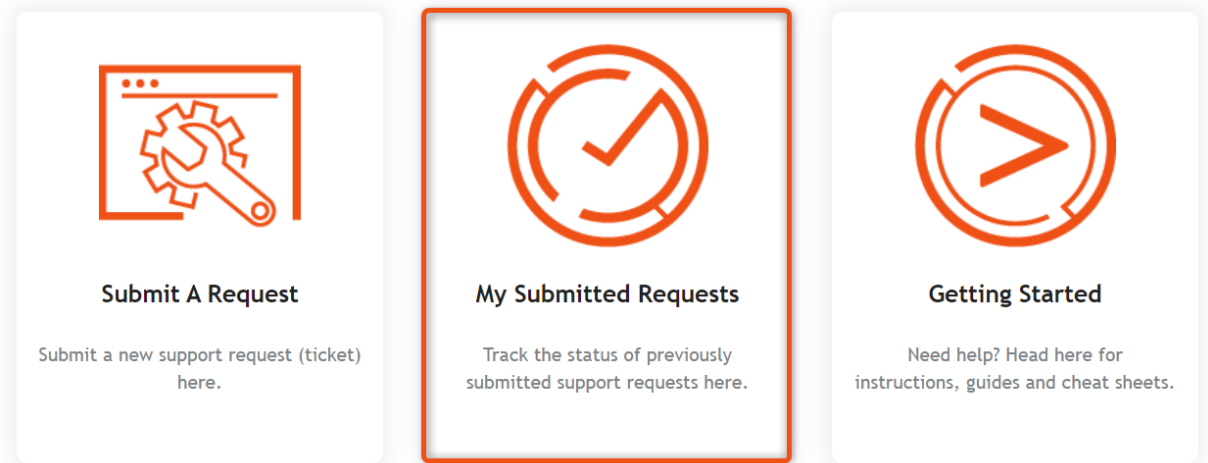 Submit A Request
Submit a new support request (ticket)
here.
My Submitted Requests
Track the status of previously
submitted support requests here.
Getting Started
Need help? Head here for
instructions, guides and cheat sheets.